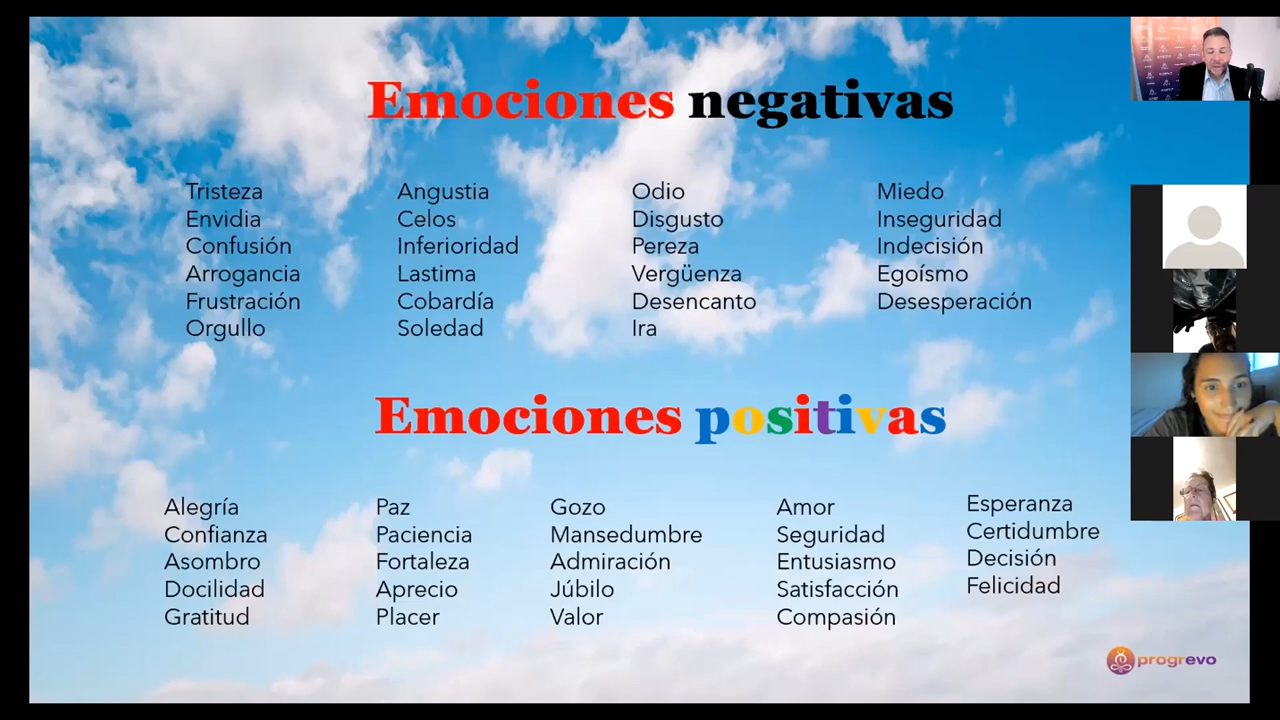 Emociones negativas
Tristeza
Envidia
Confusión
Arrogancia
Frustración
Orgullo
Angustia
Celos
Inferioridad
Lastima
Cobardía
Soledad
Odio
Disgusto
Pereza
Vergüenza
Desencanto
Ira
Miedo
Inseguridad
Indecisión
Egoísmo
Desesperación
Emociones positivas
Alegría
Confianza
Asombro
Docilidad
Gratitud
Paz
Paciencia
Fortaleza
Aprecio
Placer
Gozo
Mansedumbre
Admiración
Júbilo
Valor
Amor
Seguridad
Entusiasmo
Satisfacción
Compasión
Esperanza
Certidumbre
Decisión
Felicidad
progrevo